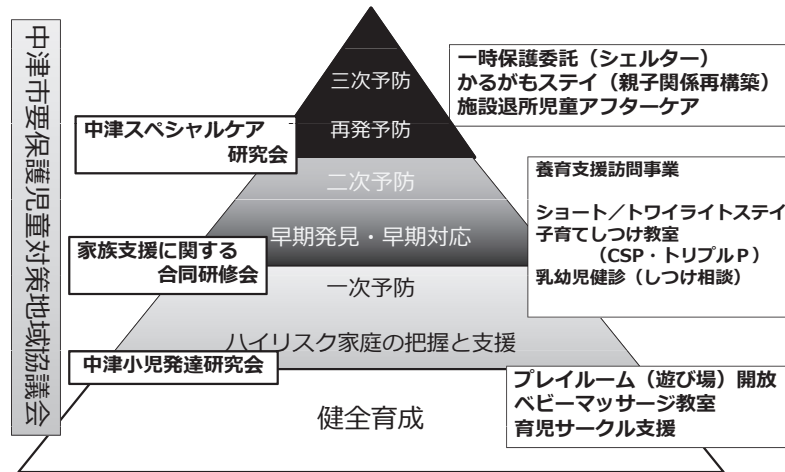 中津市要保護児童対策地域協議会
三次予防
再発予防
二次予防
早期発見・早期対応
一次予防
ハイリスク家庭の把握と支援
健全育成
中津スペシャルケア
研究会
家族支援に関する
合同研修会
中津小児発達研究会
一時保護委託（シェルター）
かるがもステイ（親子関係再構築）
施設退所児童アフターケア
養育支援訪問事業
ショート／トワイライトステイ
子育てしつけ教室
（CSP・トリプルＰ）
乳幼児健診（しつけ相談）
プレイルーム（遊び場）開放
ベビーマッサージ教室
育児サークル支援